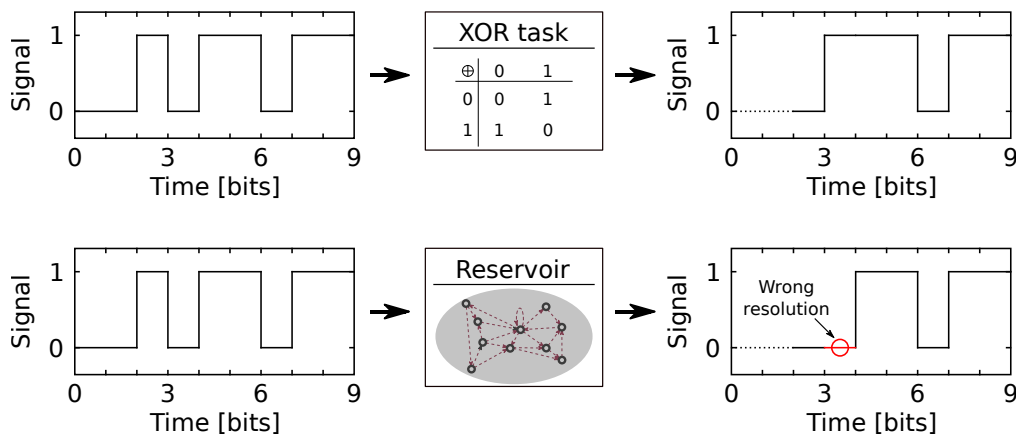 Signal
1
0
0 3 6 9
Time [bits]
XOR task
⊕ 0 1
0 0 1
1 1 0
Signal
1
0
0 3 6 9
Time [bits]
Signal
1
0
0 3 6 9
Time [bits]
Reservoir
Signal
1
0
Wrong
resolution
0 3 6 9
Time [bits]